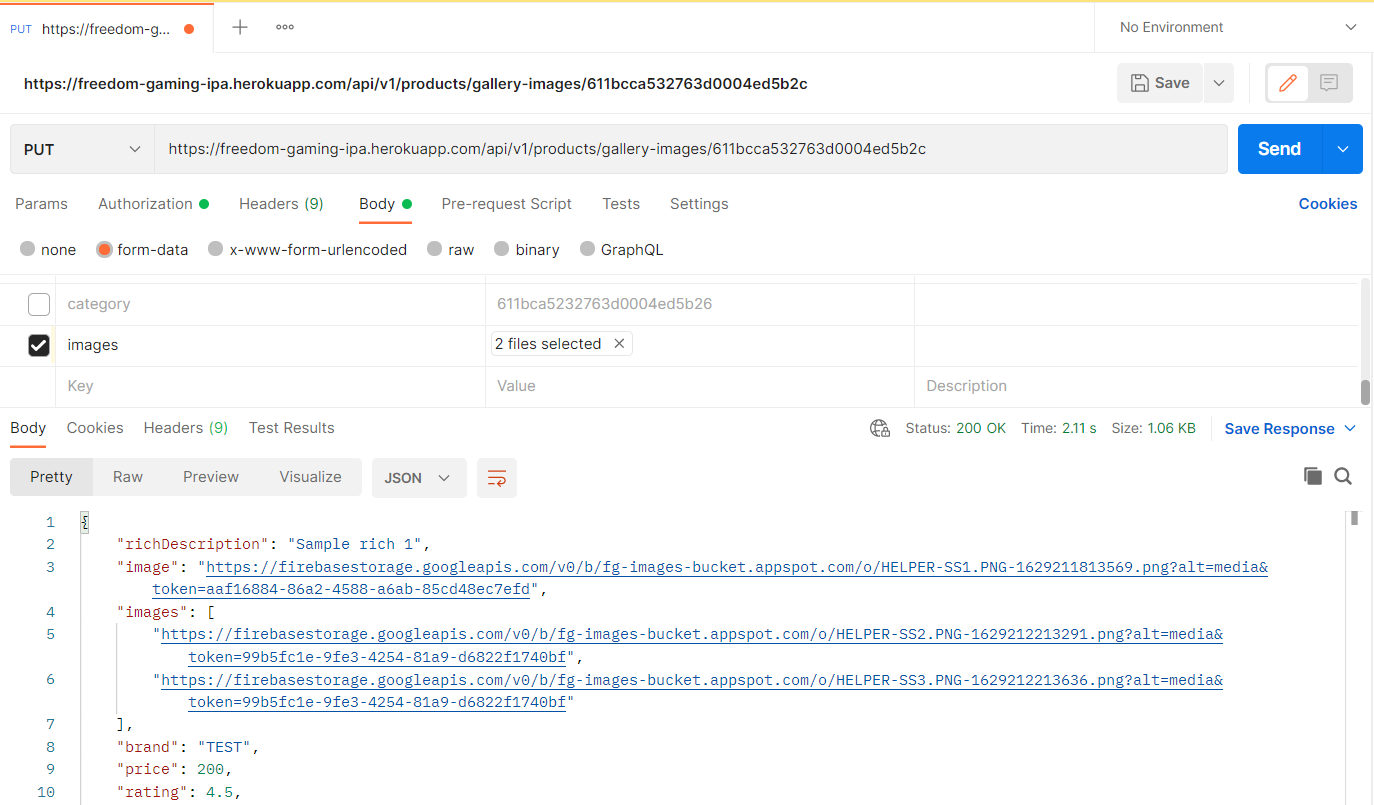 PUT https://freedom-g...
No Environment
https://freedom-gaming-ipa.herokuapp.com/api/v1/products/gallery-images/611bcca532763d0004ed5b2c
Save
PUT
https://freedom-gaming-ipa.herokuapp.com/api/v1/products/gallery-images/611bcca532763d0004ed5b2c
Send
Params Authorization Headers (9) Body Pre-request Script Tests Settings Cookies
none form-data x-www-form-urlencoded raw binary GraphQL
category 611bca5232763d0004ed5b26
images 2 files selected
Key Value Description
Body Cookies Headers (9) Test Results Status: 200 OK Time: 2.11 s Size: 1.06 KB Save Response
Pretty Raw Preview Visualize JSON
1 {
2 "richDescription": "Sample rich 1",
3 "image": "https://firebasestorage.googleapis.com/v0/b/fg-images-bucket.appspot.com/o/HELPER-SS1.PNG-1629211813569.png?alt=media&
token=aaf16884-86a2-4588-a6ab-85cd48ec7efd",
4 "images": [
5 "https://firebasestorage.googleapis.com/v0/b/fg-images-bucket.appspot.com/o/HELPER-SS2.PNG-1629212213291.png?alt=media&
token=99b5fc1e-9fe3-4254-81a9-d6822f1740bf",
6 "https://firebasestorage.googleapis.com/v0/b/fg-images-bucket.appspot.com/o/HELPER-SS3.PNG-1629212213636.png?alt=media&
token=99b5fc1e-9fe3-4254-81a9-d6822f1740bf"
7 ],
8 "brand": "TEST",
9 "price": 200,
10 "rating": 4.5,